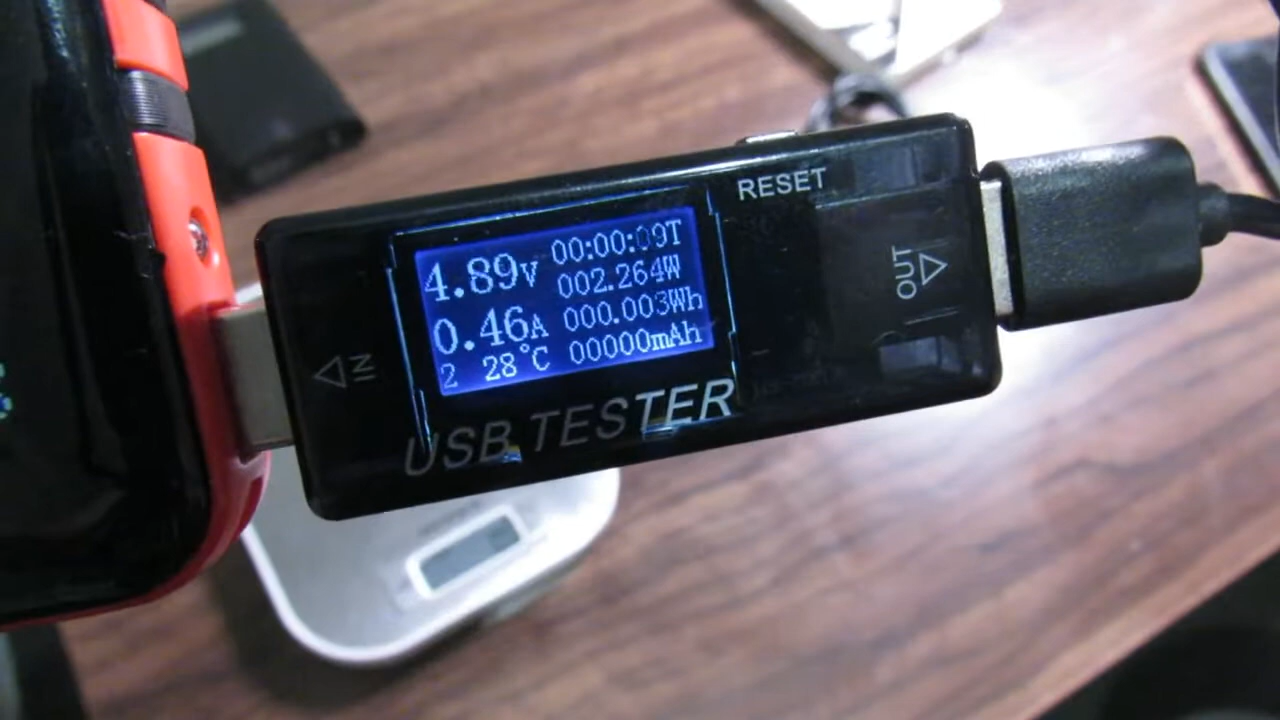 RESET
4.89V
00:00:09T
002.264W
0.46A
000.003Wh
2 28°C
00000mAh
IN
OUT
USB TESTER